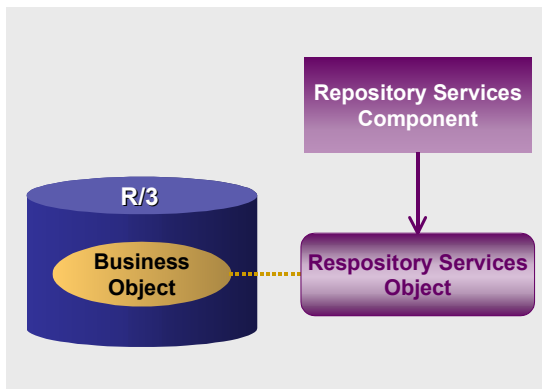 Repository Services
Component
R/3
Business
Object
Respository Services
Object